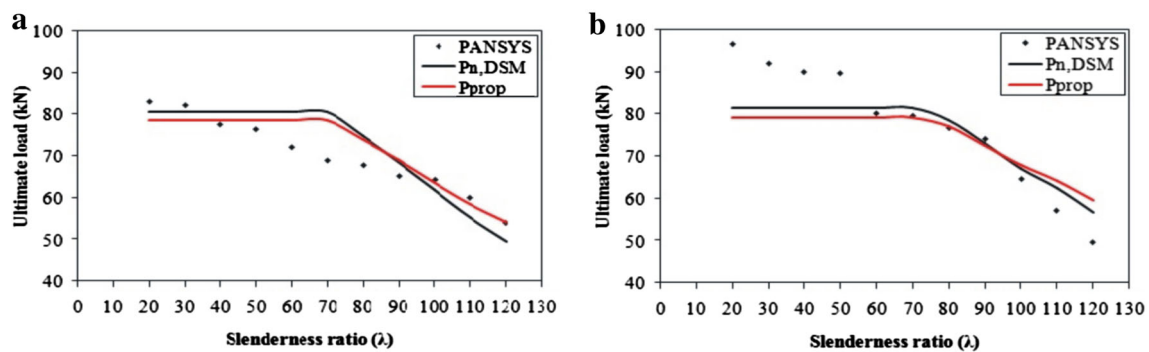 a
100
90
80
70
60
50
40
Ultimate load (kN)
0 10 20 30 40 50 60 70 80 90 100 110 120 130
Slenderness ratio (λ)
PANSYS
Pn,DSM
Pprop
b
100
90
80
70
60
50
40
Ultimate load (kN)
0 10 20 30 40 50 60 70 80 90 100 110 120 130
Slenderness ratio (λ)
PANSYS
Pn,DSM
Pprop